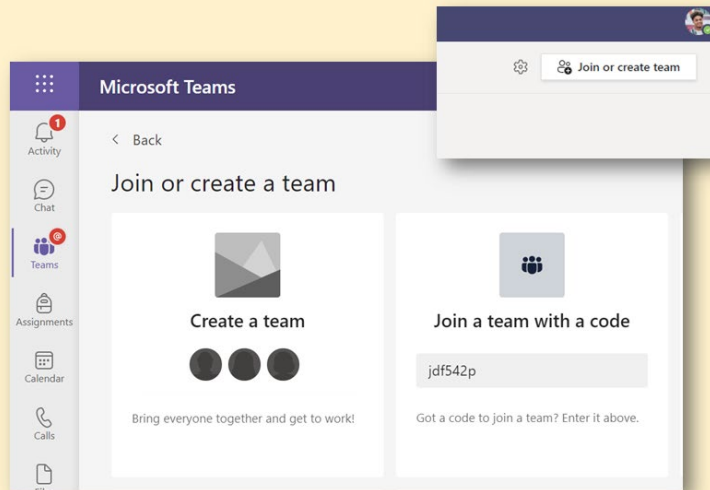 Join or create team
Microsoft Teams
1
Activity
Chat
@
Teams
Assignments
Calendar
Calls
< Back
Join or create a team
Create a team
Bring everyone together and get to work!
Join a team with a code
jdf542p
Got a code to join a team? Enter it above.